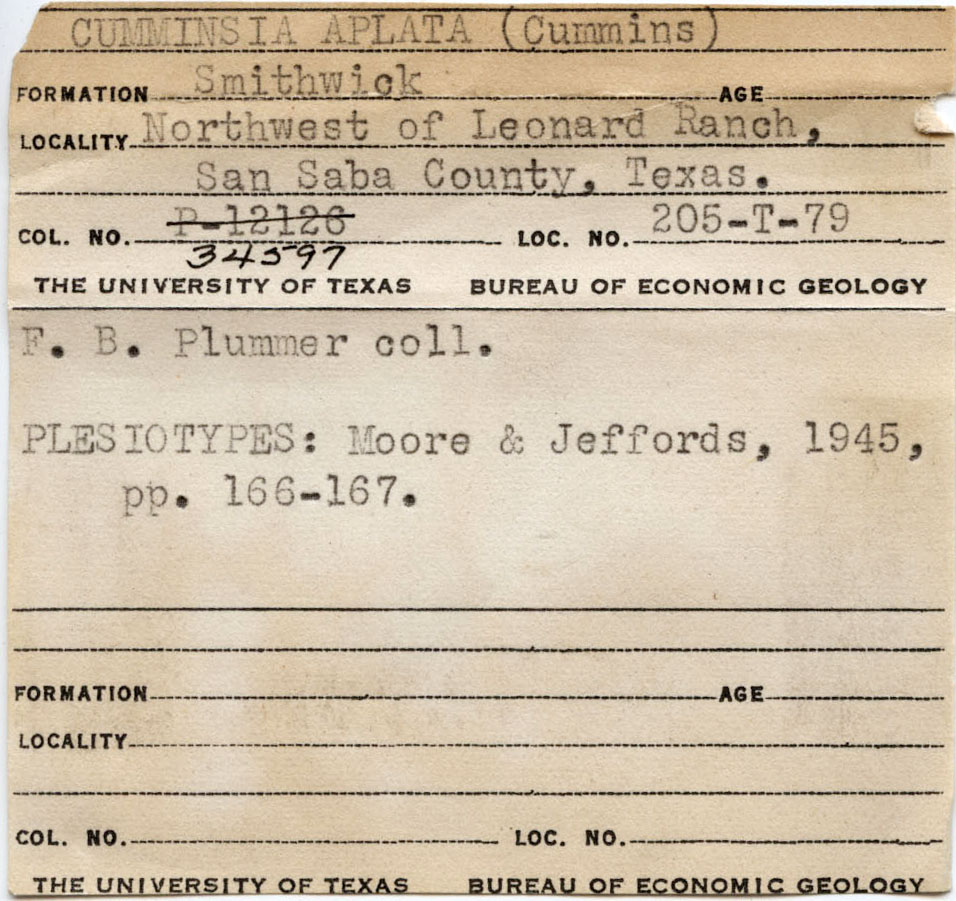 CUMMINSIA APLATA (Cummins)
FORMATION Smithwick AGE
LOCALITY Northwest of Leonard Ranch,
San Saba County, Texas.
COL. NO. P-12126 LOC. NO. 205-T-79
34597
THE UNIVERSITY OF TEXAS BUREAU OF ECONOMIC GEOLOGY
F. B. Plummer coll.
PLESIOTYPES: Moore & Jeffords, 1945,
pp. 166-167.
FORMATION AGE
LOCALITY
COL. NO. LOC. NO.
THE UNIVERSITY OF TEXAS BUREAU OF ECONOMIC GEOLOGY